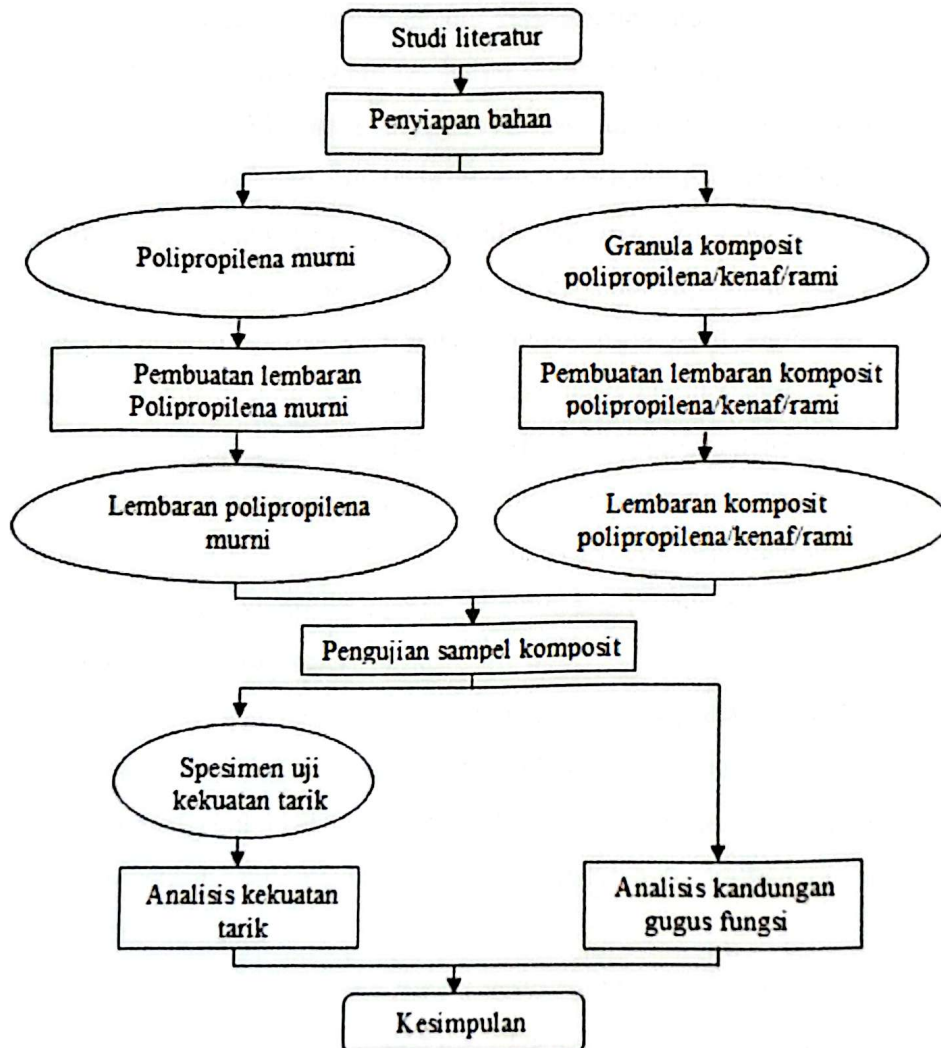 Studi literatur
Penyiapan bahan
Polipropilena murni
Granula komposit
polipropilena/kenaf/rami
Pembuatan lembaran
Polipropilena murni
Pembuatan lembaran komposit
polipropilena/kenaf/rami
Lembaran polipropilena
murni
Lembaran komposit
polipropilena/kenaf/rami
Pengujian sampel komposit
Spesimen uji
kekuatan tarik
Analisis kekuatan
tarik
Analisis kandungan
gugus fungsi
Kesimpulan